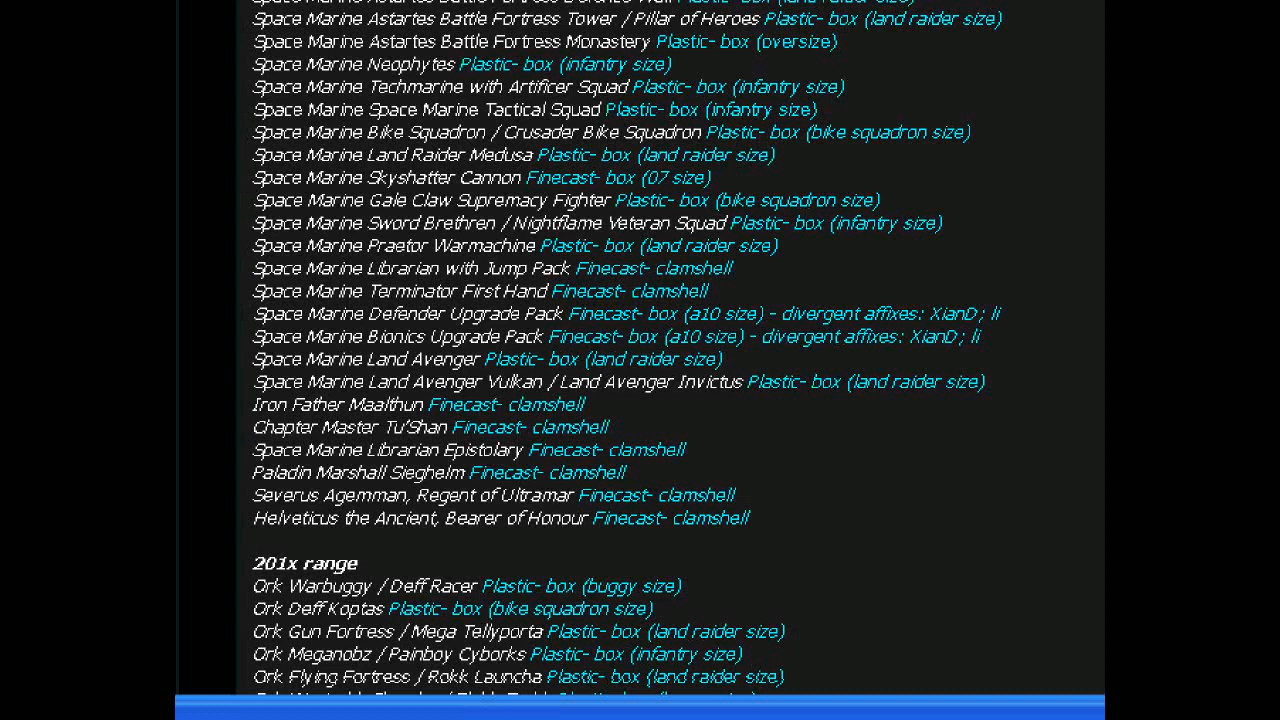 Space Marine Astartes Battle Fortress Tower / Pillar of Heroes Plastic- box (land raider size)
Space Marine Astartes Battle Fortress Monastery Plastic- box (oversize)
Space Marine Neophytes Plastic- box (infantry size)
Space Marine Techmarine with Artificer Squad Plastic- box (infantry size)
Space Marine Space Marine Tactical Squad Plastic- box (infantry size)
Space Marine Bike Squadron / Crusader Bike Squadron Plastic- box (bike squadron size)
Space Marine Land Raider Medusa Plastic- box (land raider size)
Space Marine Skyshatter Cannon Finecast- box (07 size)
Space Marine Gale Claw Supremacy Fighter Plastic- box (bike squadron size)
Space Marine Sword Brethren / Nightflame Veteran Squad Plastic- box (infantry size)
Space Marine Praetor Warmachine Plastic- box (land raider size)
Space Marine Librarian with Jump Pack Finecast- clamshell
Space Marine Terminator First Hand Finecast- clamshell
Space Marine Defender Upgrade Pack Finecast- box (a10 size) - divergent affixes: XianD; li
Space Marine Bionics Upgrade Pack Finecast- box (a10 size) - divergent affixes: XianD; li
Space Marine Land Avenger Plastic- box (land raider size)
Space Marine Land Avenger Vulkan / Land Avenger Invictus Plastic- box (land raider size)
Iron Father Maalthun Finecast- clamshell
Chapter Master Tu'Shan Finecast- clamshell
Space Marine Librarian Epistolary Finecast- clamshell
Paladin Marshall Sieghelm Finecast- clamshell
Severus Agemman, Regent of Ultramar Finecast- clamshell
Helveticus the Ancient, Bearer of Honour Finecast- clamshell
201x range
Ork Warbuggy / Deff Racer Plastic- box (buggy size)
Ork Deff Koptas Plastic- box (bike squadron size)
Ork Gun Fortress / Mega Tellyporta Plastic- box (land raider size)
Ork Meganobz / Painboy Cyborks Plastic- box (infantry size)
Ork Flying Fortress / Rokk Launcha Plastic- box (land raider size)